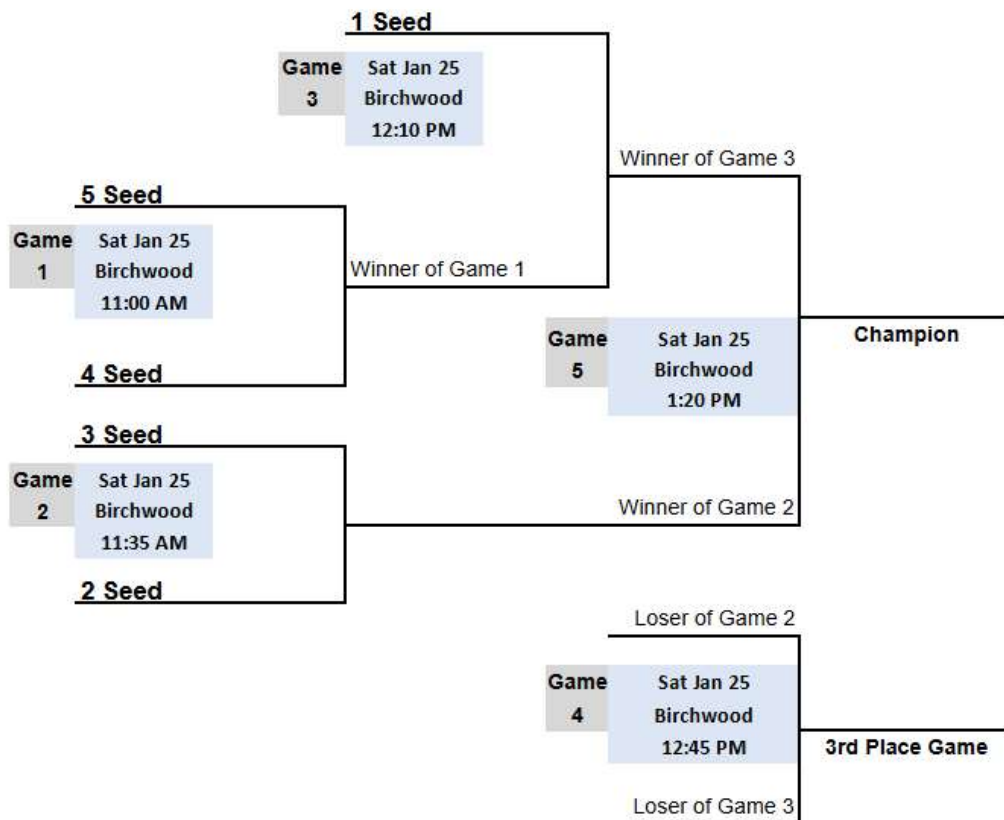 1 Seed
Game
3
Sat Jan 25
Birchwood
12:10 PM
Winner of Game 3
5 Seed
Game
1
Sat Jan 25
Birchwood
11:00 AM
Winner of Game 1
4 Seed
Game
5
Sat Jan 25
Birchwood
1:20 PM
Champion
3 Seed
Game
2
Sat Jan 25
Birchwood
11:35 AM
Winner of Game 2
2 Seed
Loser of Game 2
Game
4
Sat Jan 25
Birchwood
12:45 PM
3rd Place Game
Loser of Game 3